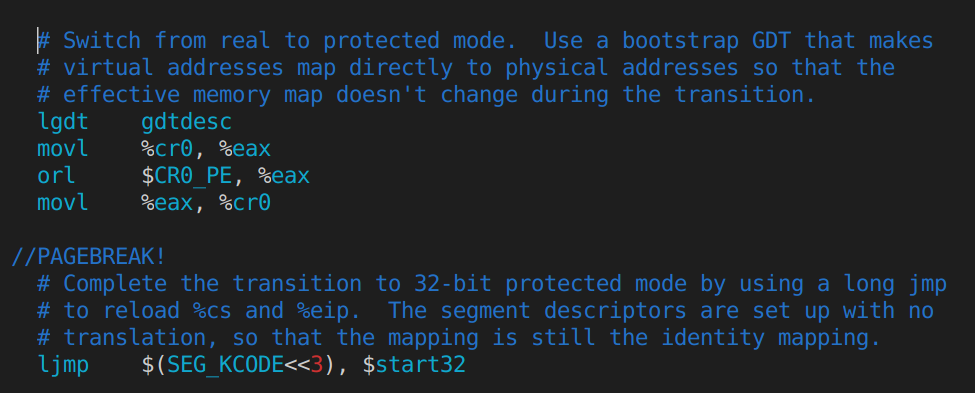 # Switch from real to protected mode.  Use a bootstrap GDT that makes
# virtual addresses map directly to physical addresses so that the
# effective memory map doesn't change during the transition.
lgdt    gdtdesc
movl    %cr0, %eax
orl     $CR0_PE, %eax
movl    %eax, %cr0
//PAGEBREAK!
# Complete the transition to 32-bit protected mode by using a long jmp
# to reload %cs and %eip.  The segment descriptors are set up with no
# translation, so that the mapping is still the identity mapping.
ljmp    $(SEG_KCODE<<3), $start32